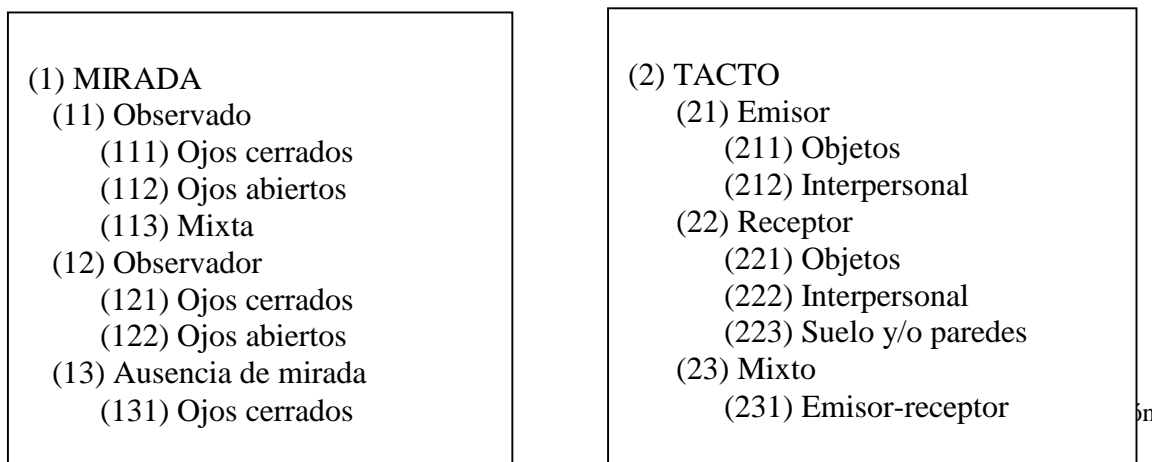 (1) MIRADA
(11) Observado
(111) Ojos cerrados
(112) Ojos abiertos
(113) Mixta
(12) Observador
(121) Ojos cerrados
(122) Ojos abiertos
(13) Ausencia de mirada
(131) Ojos cerrados
(2) TACTO
(21) Emisor
(211) Objetos
(212) Interpersonal
(22) Receptor
(221) Objetos
(222) Interpersonal
(223) Suelo y/o paredes
(23) Mixto
(231) Emisor-receptor